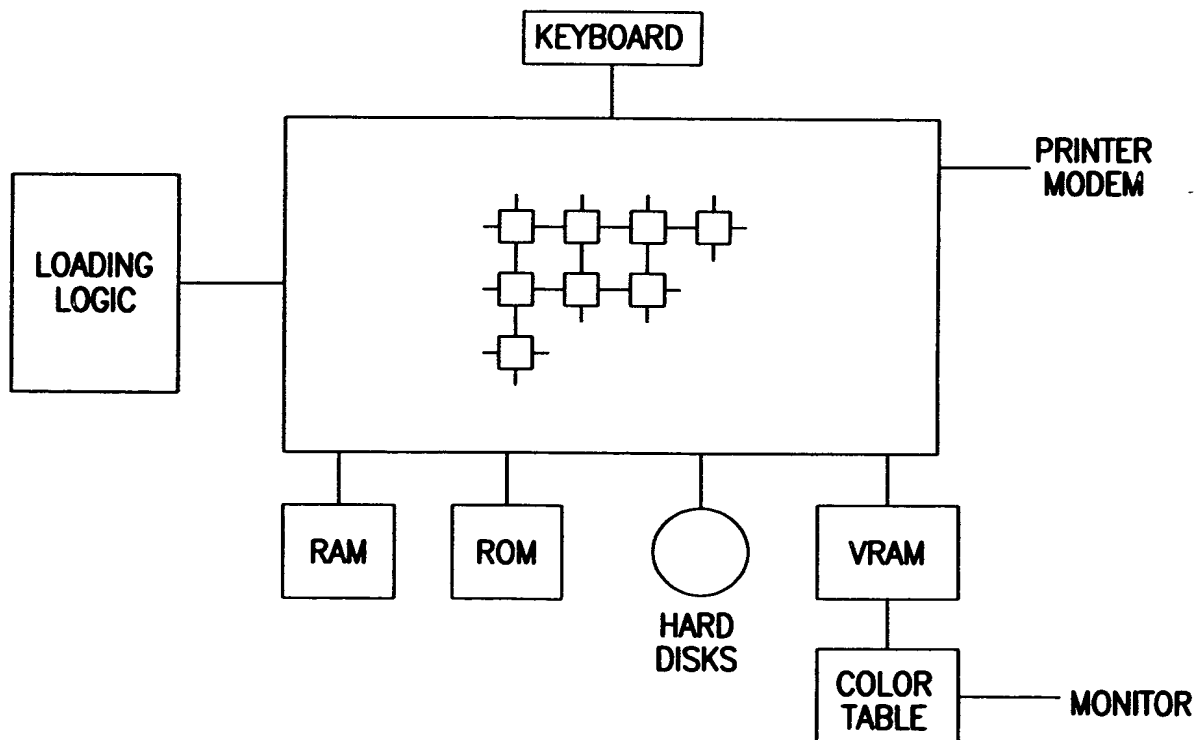 KEYBOARD
PRINTER
MODEM
LOADING
LOGIC
RAM
ROM
VRAM
HARD
DISKS
COLOR
TABLE
MONITOR